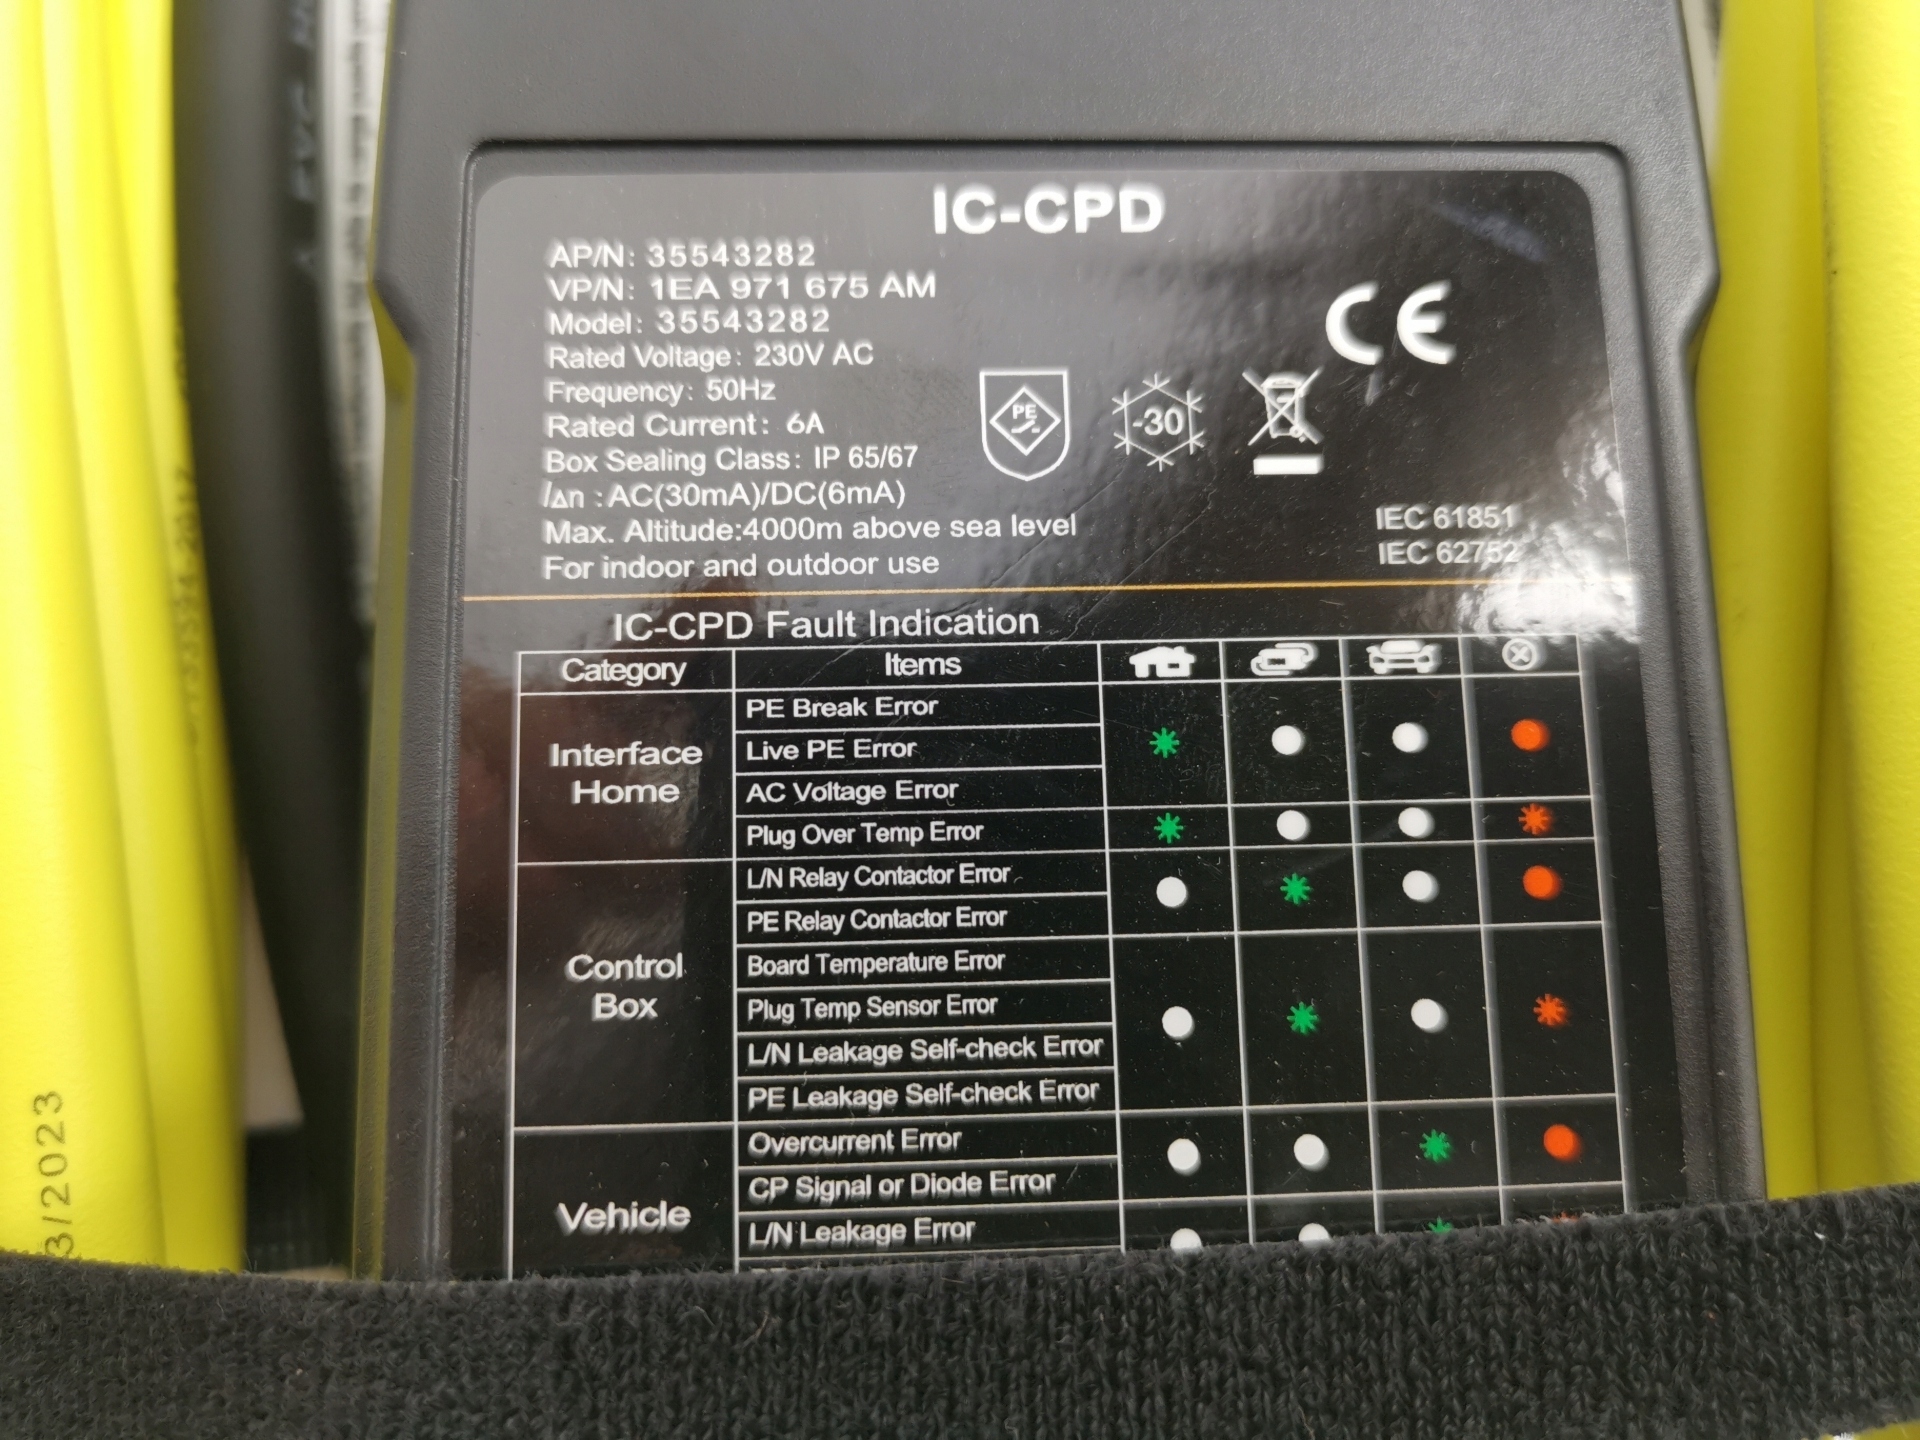 IC-CPD
AP/N: 35543282
VP/N: 1EA 971 675 AM
Model: 35543282
Rated Voltage: 230V AC
Frequency: 50Hz
Rated Current: 6A
Box Sealing Class: IP 65/67
I∆n :AC(30mA)/DC(6mA)
Max. Altitude:4000m above sea level
For indoor and outdoor use
CE
PE
-30
IEC 61851
IEC 62752
IC-CPD Fault Indication
Category Items
Interface Home
PE Break Error
Live PE Error
AC Voltage Error
Plug Over Temp Error
Control Box
L/N Relay Contactor Error
PE Relay Contactor Error
Board Temperature Error
Plug Temp Sensor Error
L/N Leakage Self-check Error
PE Leakage Self-check Error
Vehicle
Overcurrent Error
CP Signal or Diode Error
L/N Leakage Error
3/2023